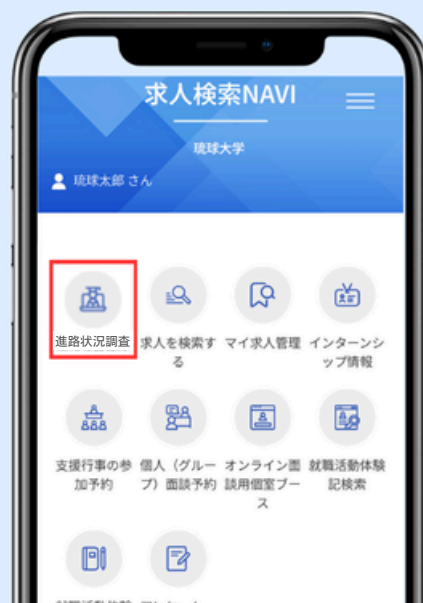 求人検索NAVI
琉球大学
琉球太郎 さん
進路状況調査
求人を検索す
る
マイ求人管理
インターンシ
ップ情報
支援行事の参
加予約
個人（グルー
プ）面談予約
オンライン面
談用個室ブー
ス
就職活動体験
記検索